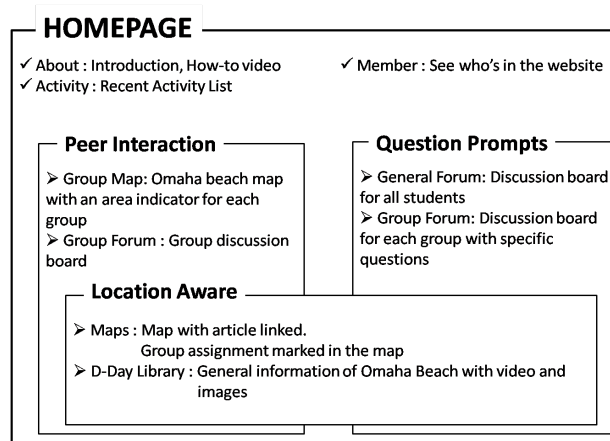 HOMEPAGE
✓ About : Introduction, How-to video
✓ Activity : Recent Activity List
✓ Member : See who's in the website
Peer Interaction
➢ Group Map: Omaha beach map
with an area indicator for each
group
➢ Group Forum : Group discussion
board
Question Prompts
➢ General Forum: Discussion board
for all students
➢ Group Forum: Discussion board
for each group with specific
questions
Location Aware
➢ Maps : Map with article linked.
Group assignment marked in the map
➢ D-Day Library : General information of Omaha Beach with video and
images